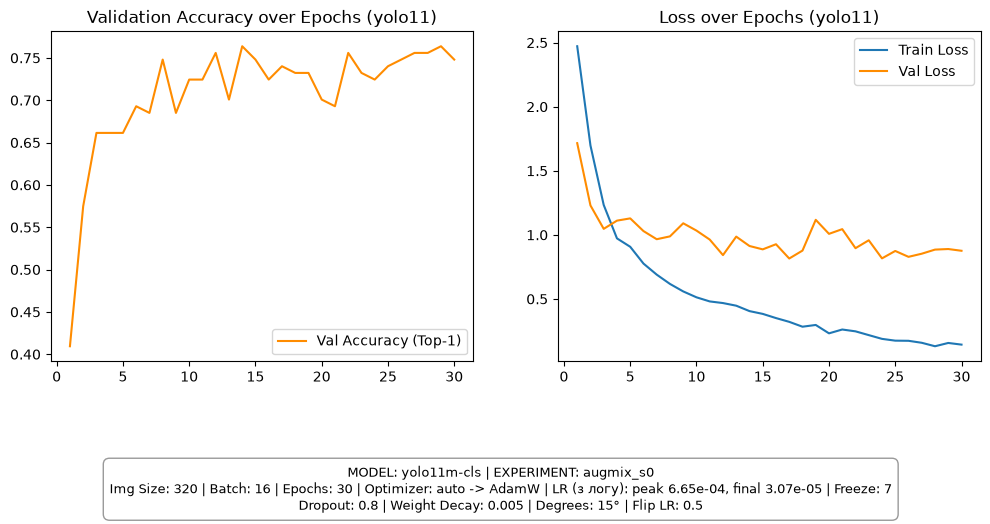 Validation Accuracy over Epochs (yolo11)
0.75
0.70
0.65
0.60
0.55
0.50
0.45
0.40
Val Accuracy (Top-1)
0 5 10 15 20 25 30
Loss over Epochs (yolo11)
Train Loss
Val Loss
2.5
2.0
1.5
1.0
0.5
0 5 10 15 20 25 30
MODEL: yolo11m-cls | EXPERIMENT: augmix_s0
Img Size: 320 | Batch: 16 | Epochs: 30 | Optimizer: auto -> AdamW | LR (з логу): peak 6.65e-04, final 3.07e-05 | Freeze: 7
Dropout: 0.8 | Weight Decay: 0.005 | Degrees: 15° | Flip LR: 0.5